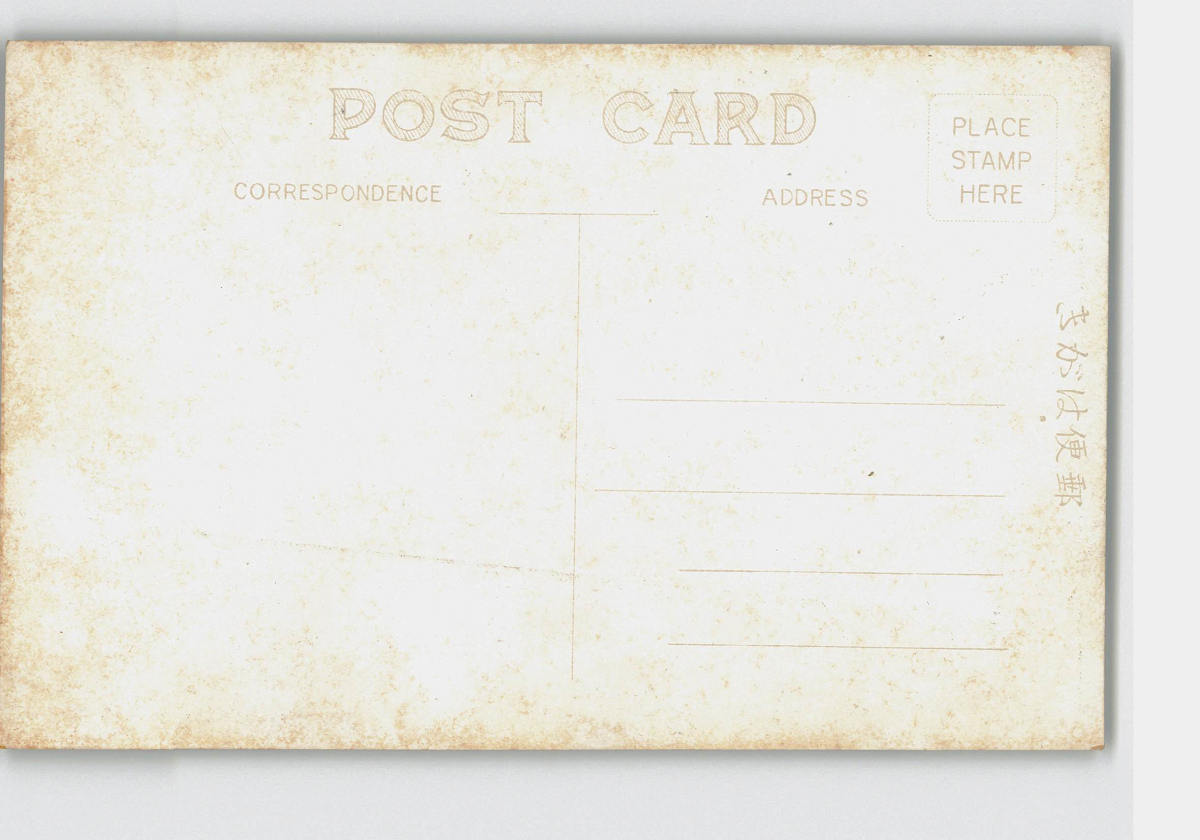 POST CARD
CORRESPONDENCE
ADDRESS
PLACE
STAMP
HERE
きがは便郵